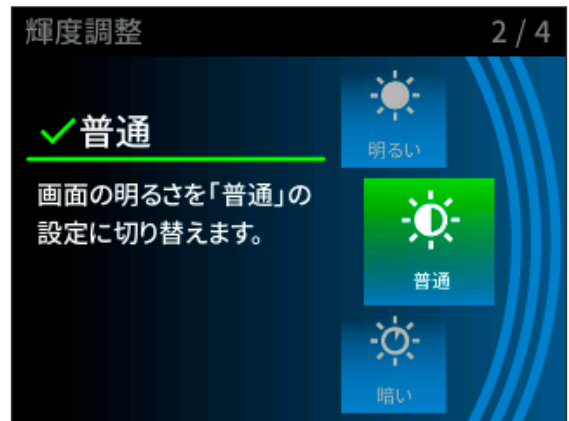 輝度調整 2 / 4
普通
画面の明るさを「普通」の
設定に切り替えます。
明るい
普通
暗い